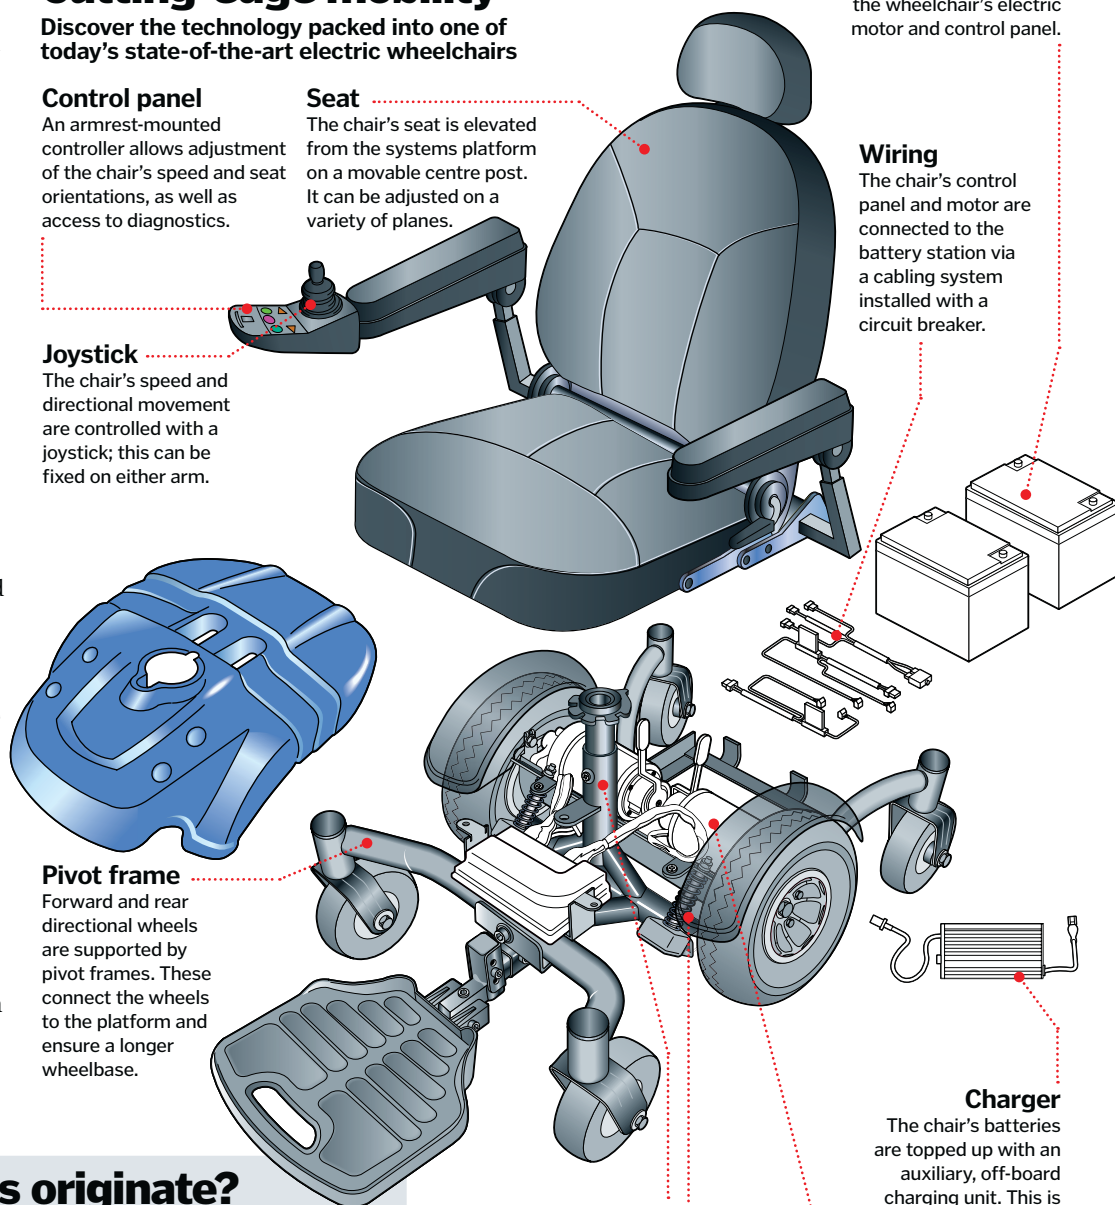 Cutting-edge mobility
Discover the technology packed into one of
today's state-of-the-art electric wheelchairs
the wheelchair's electric
motor and control panel.
Control panel
An armrest-mounted
controller allows adjustment
of the chair's speed and seat
orientations, as well as
access to diagnostics.
Seat
The chair's seat is elevated
from the systems platform
on a movable centre post.
It can be adjusted on a
variety of planes.
Wiring
The chair's control
panel and motor are
connected to the
battery station via
a cabling system
installed with a
circuit breaker.
Joystick
The chair's speed and
directional movement
are controlled with a
joystick; this can be
fixed on either arm.
Pivot frame
Forward and rear
directional wheels
are supported by
pivot frames. These
connect the wheels
to the platform and
ensure a longer
wheelbase.
Charger
The chair's batteries
are topped up with an
auxiliary, off-board
charging unit. This is
s originate?